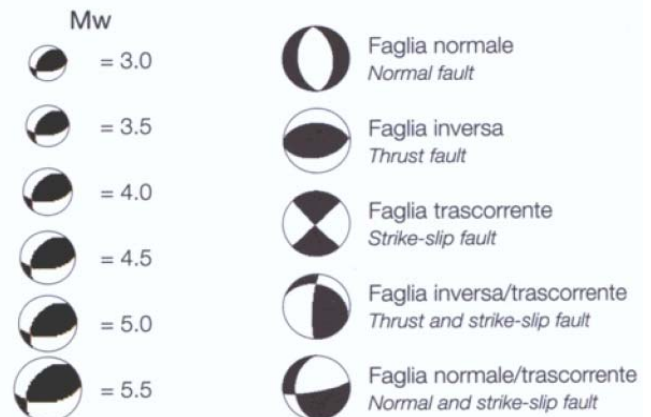 Mw
= 3.0
= 3.5
= 4.0
= 4.5
= 5.0
= 5.5
Faglia normale
Normal fault
Faglia inversa
Thrust fault
Faglia trascorrente
Strike-slip fault
Faglia inversa/trascorrente
Thrust and strike-slip fault
Faglia normale/trascorrente
Normal and strike-slip fault